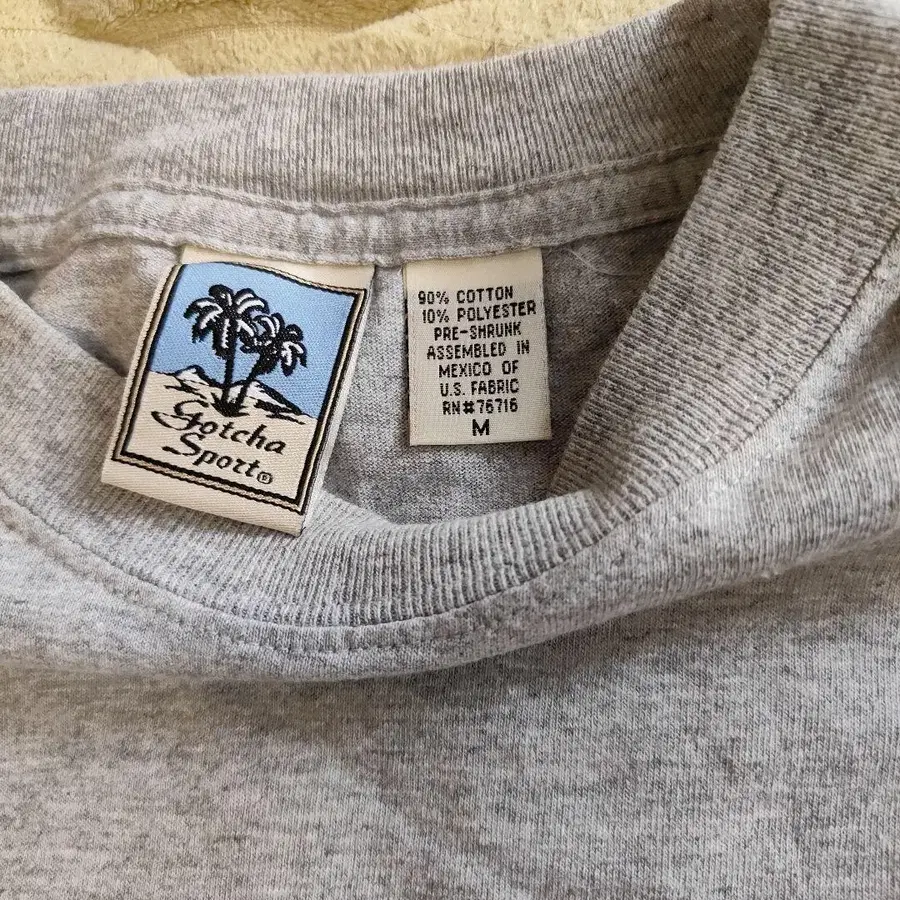 Gotcha
Sport®
90% COTTON
10% POLYESTER
PRE-SHRUNK
ASSEMBLED IN
MEXICO OF
U.S. FABRIC
RN#76716
M